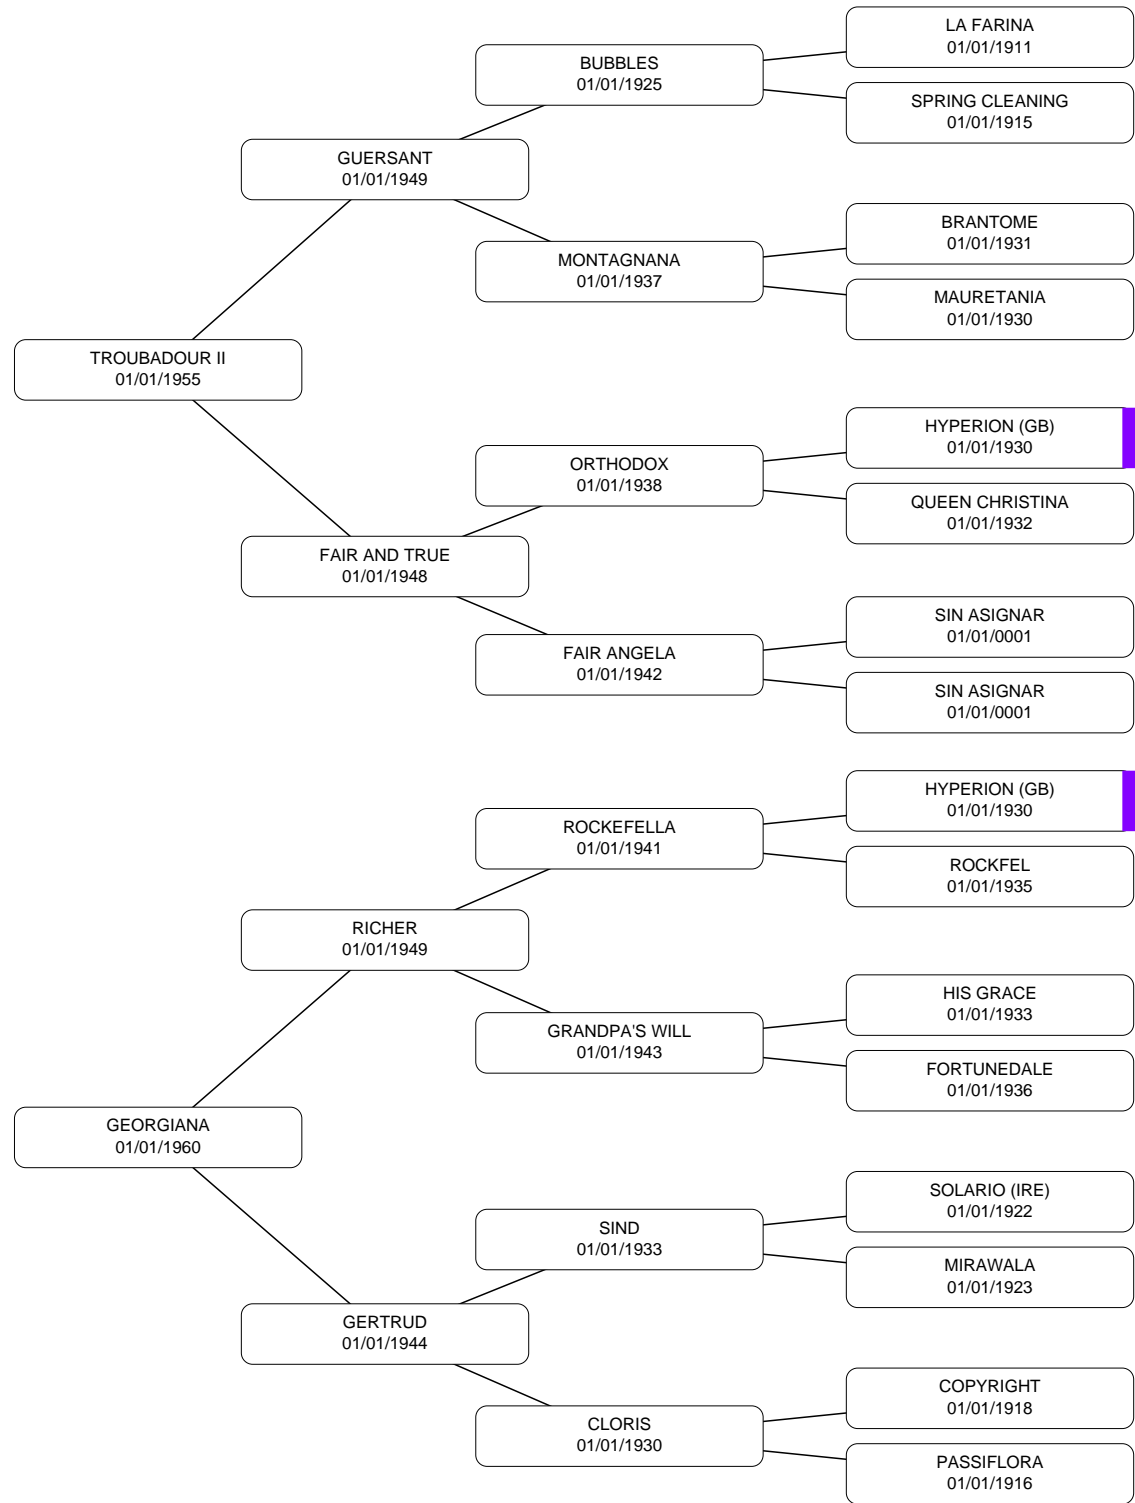 LA FARINA
01/01/1911
BUBBLES
01/01/1925
SPRING CLEANING
01/01/1915
GUERSANT
01/01/1949
BRANTOME
01/01/1931
MONTAGNANA
01/01/1937
MAURETANIA
01/01/1930
TROUBADOUR II
01/01/1955
HYPERION (GB)
01/01/1930
ORTHODOX
01/01/1938
QUEEN CHRISTINA
01/01/1932
FAIR AND TRUE
01/01/1948
SIN ASIGNAR
01/01/0001
FAIR ANGELA
01/01/1942
SIN ASIGNAR
01/01/0001
HYPERION (GB)
01/01/1930
ROCKEFELLA
01/01/1941
ROCKFEL
01/01/1935
RICHER
01/01/1949
HIS GRACE
01/01/1933
GRANDPA'S WILL
01/01/1943
FORTUNEDALE
01/01/1936
GEORGIANA
01/01/1960
SOLARIO (IRE)
01/01/1922
SIND
01/01/1933
MIRAWALA
01/01/1923
GERTRUD
01/01/1944
COPYRIGHT
01/01/1918
CLORIS
01/01/1930
PASSIFLORA
01/01/1916